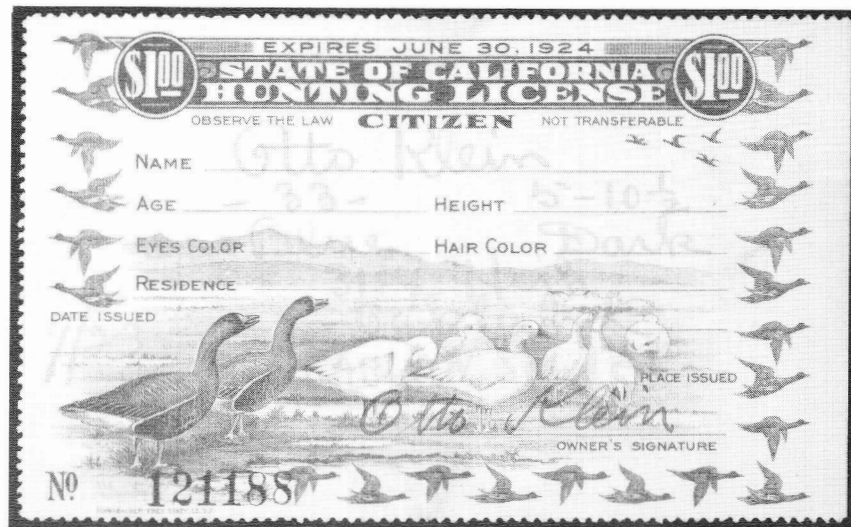 EXPIRES JUNE 30, 1924
$1.00 STATE OF CALIFORNIA $1.00
HUNTING LICENSE
OBSERVE THE LAW CITIZEN NOT TRANSFERABLE
NAME Otto Klein
AGE - 33 - HEIGHT 5-10½
EYES COLOR Blue HAIR COLOR Dark
RESIDENCE
DATE ISSUED
PLACE ISSUED
Otto Klein
OWNER'S SIGNATURE
No 121188